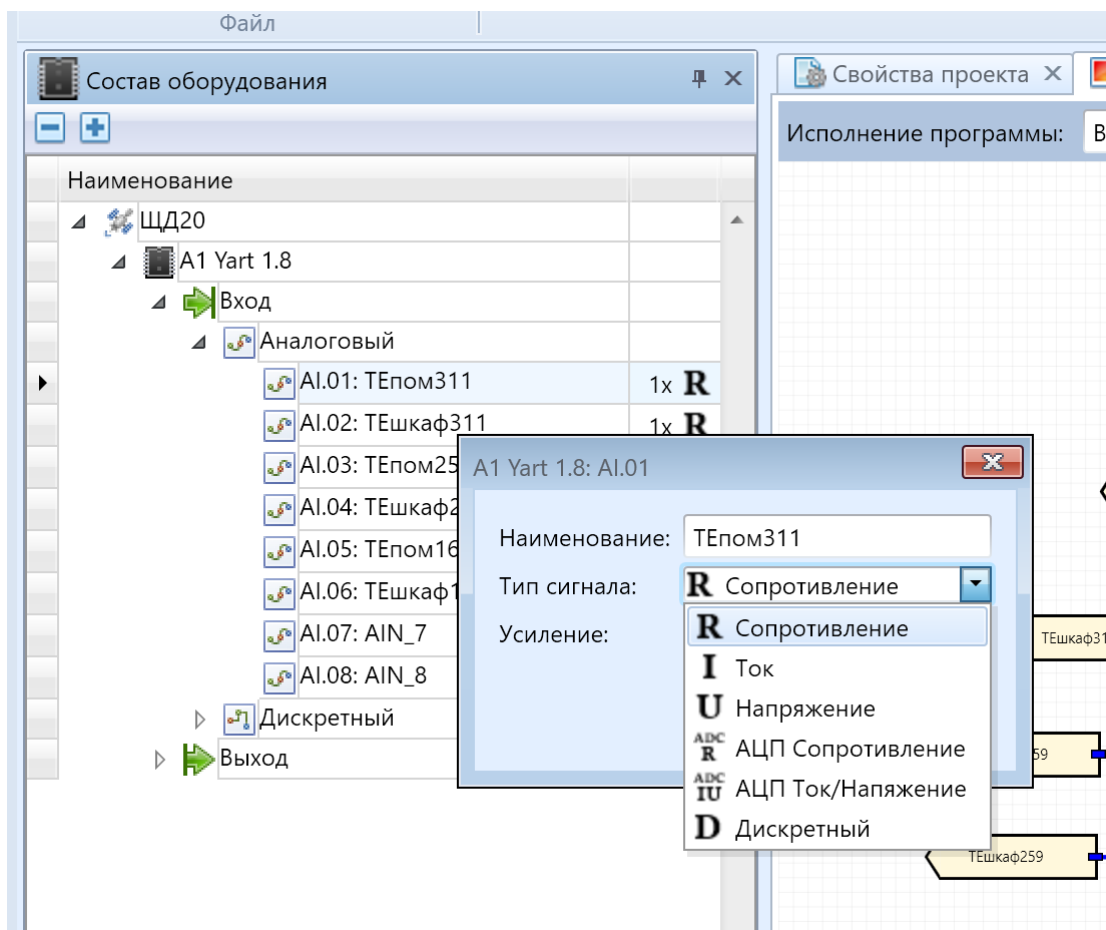 Файл
Состав оборудования
Свойства проекта
Исполнение программы:
В
Наименование
ЩД20
A1 Yart 1.8
Вход
Аналоговый
AI.01: ТЕпом311
1x R
AI.02: ТЕшкаф311
1x R
AI.03: ТЕпом25
AI.04: ТЕшкаф2
AI.05: ТЕпом16
AI.06: ТЕшкаф1
AI.07: AIN_7
AI.08: AIN_8
Дискретный
Выход
A1 Yart 1.8: AI.01
Наименование: ТЕпом311
Тип сигнала: R Сопротивление
Усиление:
R Сопротивление
I Ток
U Напряжение
ADC R АЦП Сопротивление
ADC IU АЦП Ток/Напяжение
D Дискретный
ТЕшкаф31
59
ТЕшкаф259